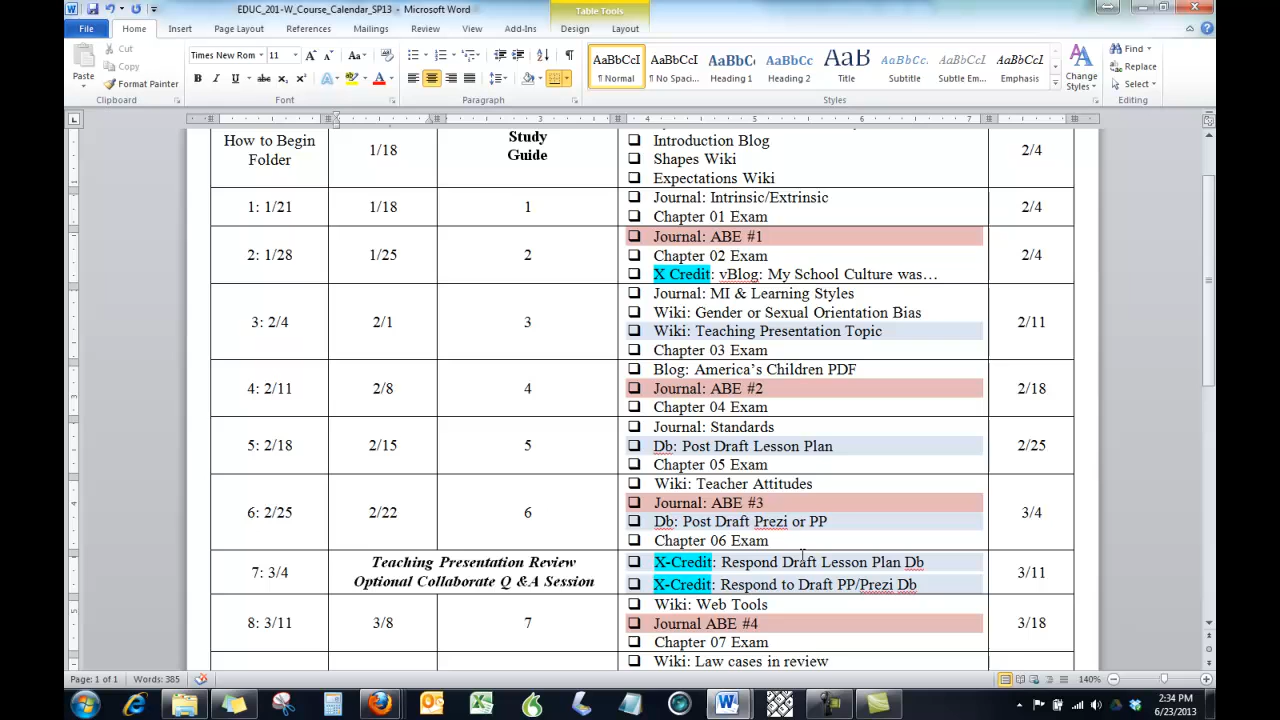 EDUC_201-W_Course_Calendar_SP13 - Microsoft Word
Table Tools
File Home Insert Page Layout References Mailings Review View Add-Ins Design Layout
Paste
Cut
Copy
Format Painter
Clipboard
Times New Rom 11
Font
Paragraph
AaBbCcI AaBbCcI AaBbC AaBbCc AaB AaBbCcI AaBbCcI AaBbCcI
¶ Normal ¶ No Spaci... Heading 1 Heading 2 Title Subtitle Subtle Em... Emphasis
Change Styles
Styles
Find
Replace
Select
Editing
How to Begin Folder
1/18
Study
Guide
Introduction Blog
Shapes Wiki
Expectations Wiki
2/4
1: 1/21
1/18
1
Journal: Intrinsic/Extrinsic
Chapter 01 Exam
2/4
2: 1/28
1/25
2
Journal: ABE #1
Chapter 02 Exam
X Credit: vBlog: My School Culture was…
2/4
3: 2/4
2/1
3
Journal: MI & Learning Styles
Wiki: Gender or Sexual Orientation Bias
Wiki: Teaching Presentation Topic
Chapter 03 Exam
2/11
4: 2/11
2/8
4
Blog: America's Children PDF
Journal: ABE #2
Chapter 04 Exam
2/18
5: 2/18
2/15
5
Journal: Standards
Db: Post Draft Lesson Plan
Chapter 05 Exam
2/25
6: 2/25
2/22
6
Wiki: Teacher Attitudes
Journal: ABE #3
Db: Post Draft Prezi or PP
Chapter 06 Exam
3/4
7: 3/4
Teaching Presentation Review
Optional Collaborate Q &A Session
X-Credit: Respond Draft Lesson Plan Db
X-Credit: Respond to Draft PP/Prezi Db
3/11
8: 3/11
3/8
7
Wiki: Web Tools
Journal ABE #4
Chapter 07 Exam
3/18
Wiki: Law cases in review
Page: 1 of 1 Words: 385
140%
2:34 PM
6/23/2013